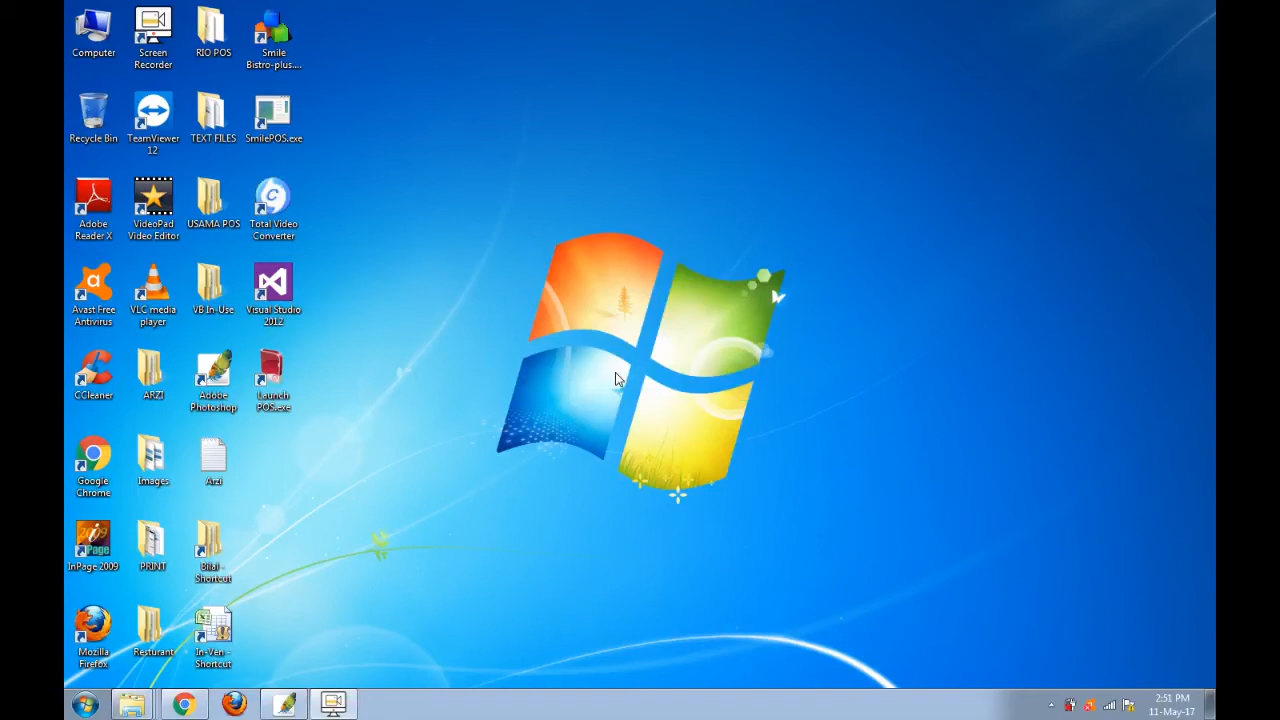 Computer
Screen
Recorder
RIO POS
Smile
Bistro-plus....
Recycle Bin
TeamViewer
12
TEXT FILES
SmilePOS.exe
Adobe
Reader X
VideoPad
Video Editor
USAMA POS
Total Video
Converter
Avast Free
Antivirus
VLC media
player
VB In-Use
Visual Studio
2012
CCleaner
ARZI
Adobe
Photoshop
Launch
POS.exe
Google
Chrome
Images
Arzi
2009
InPage
InPage 2009
PRINT
Bilal -
Shortcut
Mozilla
Firefox
Resturant
In-Ven -
Shortcut
2:51 PM
11-May-17